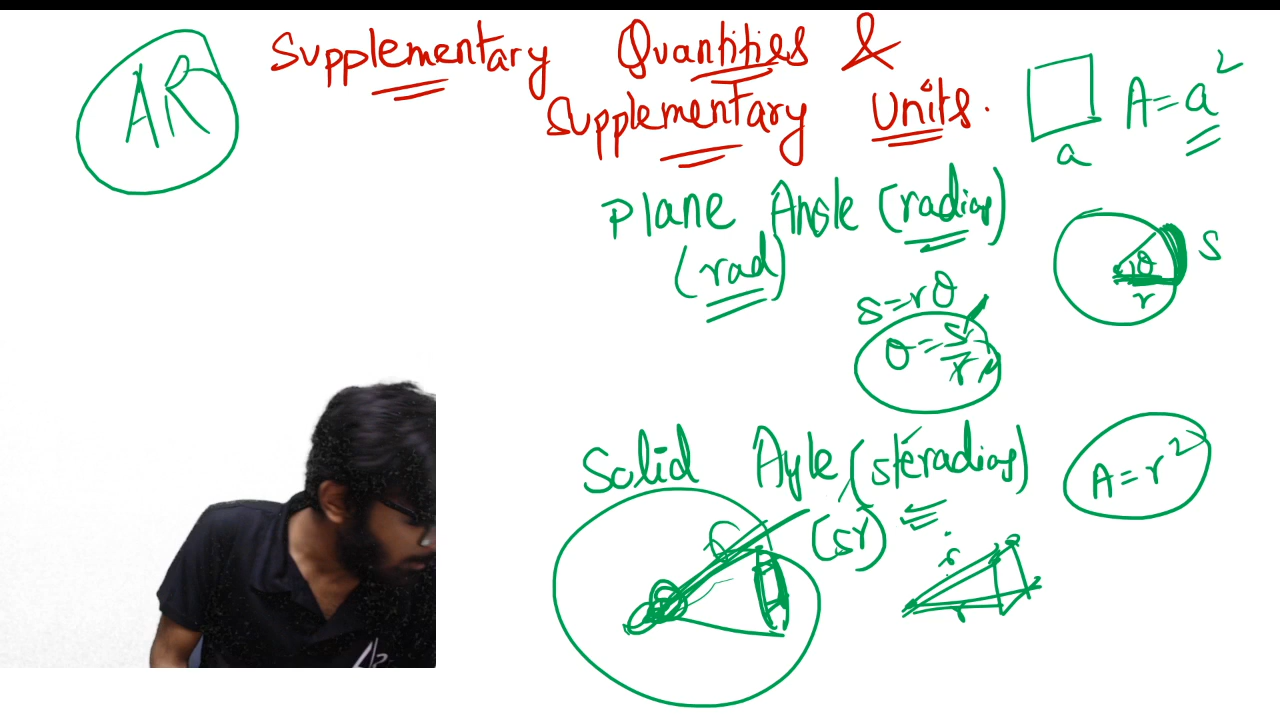 AR
Supplementary Quantities &
Supplementary Units.
a
A=a²
Plane Angle (radian)
(rad)
θ
r
S
s=rθ
θ=s/r
Solid Angle (steradian)
(sr)
A=r²
r
r